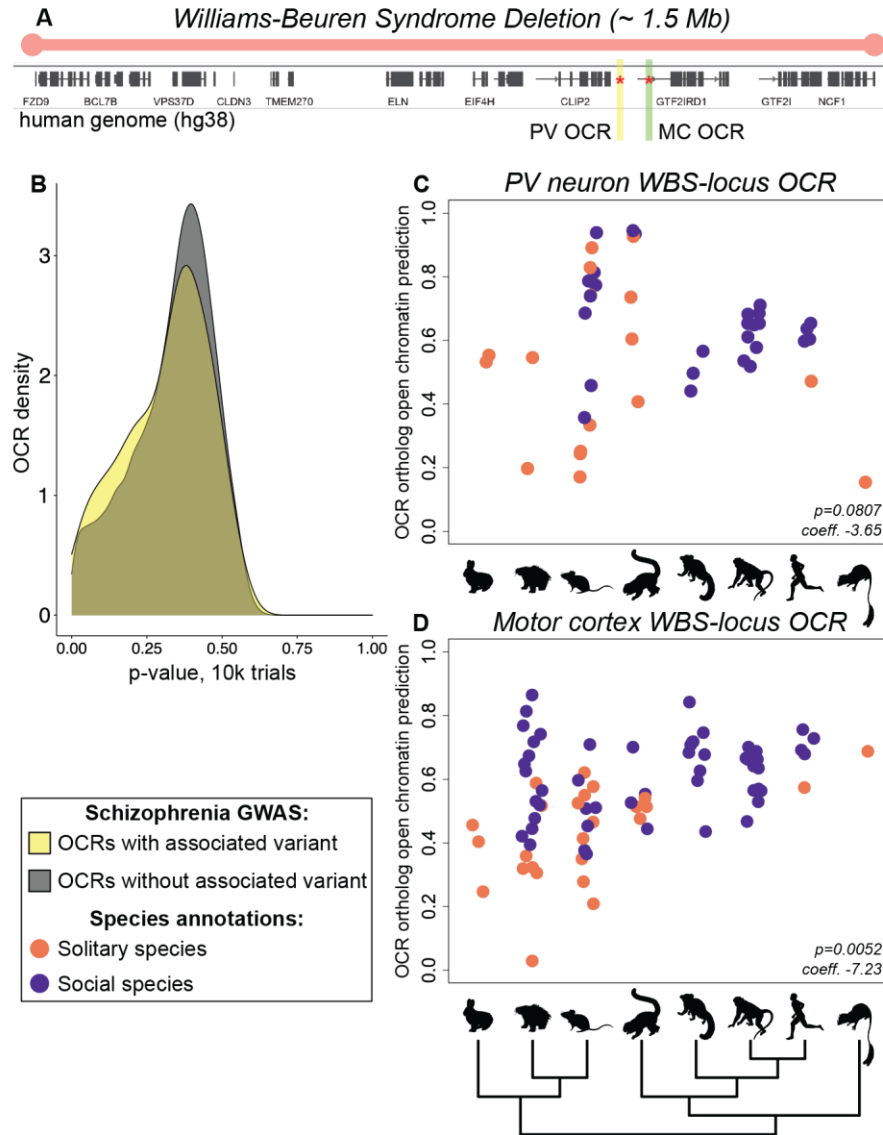 A Williams-Beuren Syndrome Deletion (~ 1.5 Mb)
FZD9 BCL7B VPS37D CLDN3 TMEM270 ELN EIF4H CLIP2 GTF2IRD1 GTF2I NCF1
human genome (hg38) PV OCR MC OCR
* *
B
OCR density
3
2
1
0
0.00 0.25 0.50 0.75 1.00
p-value, 10k trials
C PV neuron WBS-locus OCR
OCR ortholog open chromatin prediction
1.0
0.8
0.6
0.4
0.2
0.0
p=0.0807
coeff. -3.65
D Motor cortex WBS-locus OCR
OCR ortholog open chromatin prediction
1.0
0.8
0.6
0.4
0.2
0.0
p=0.0052
coeff. -7.23
Schizophrenia GWAS:
OCRs with associated variant
OCRs without associated variant
Species annotations:
Solitary species
Social species